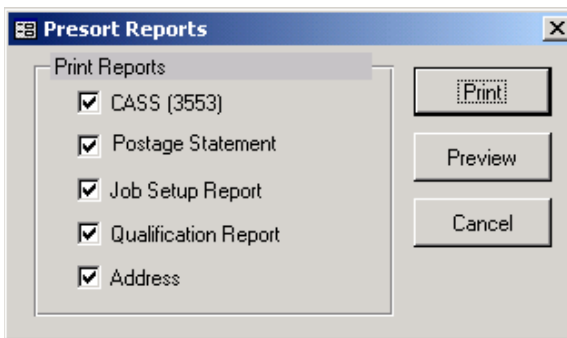 Presort Reports
Print Reports
CASS (3553)
Postage Statement
Job Setup Report
Qualification Report
Address
Print
Preview
Cancel